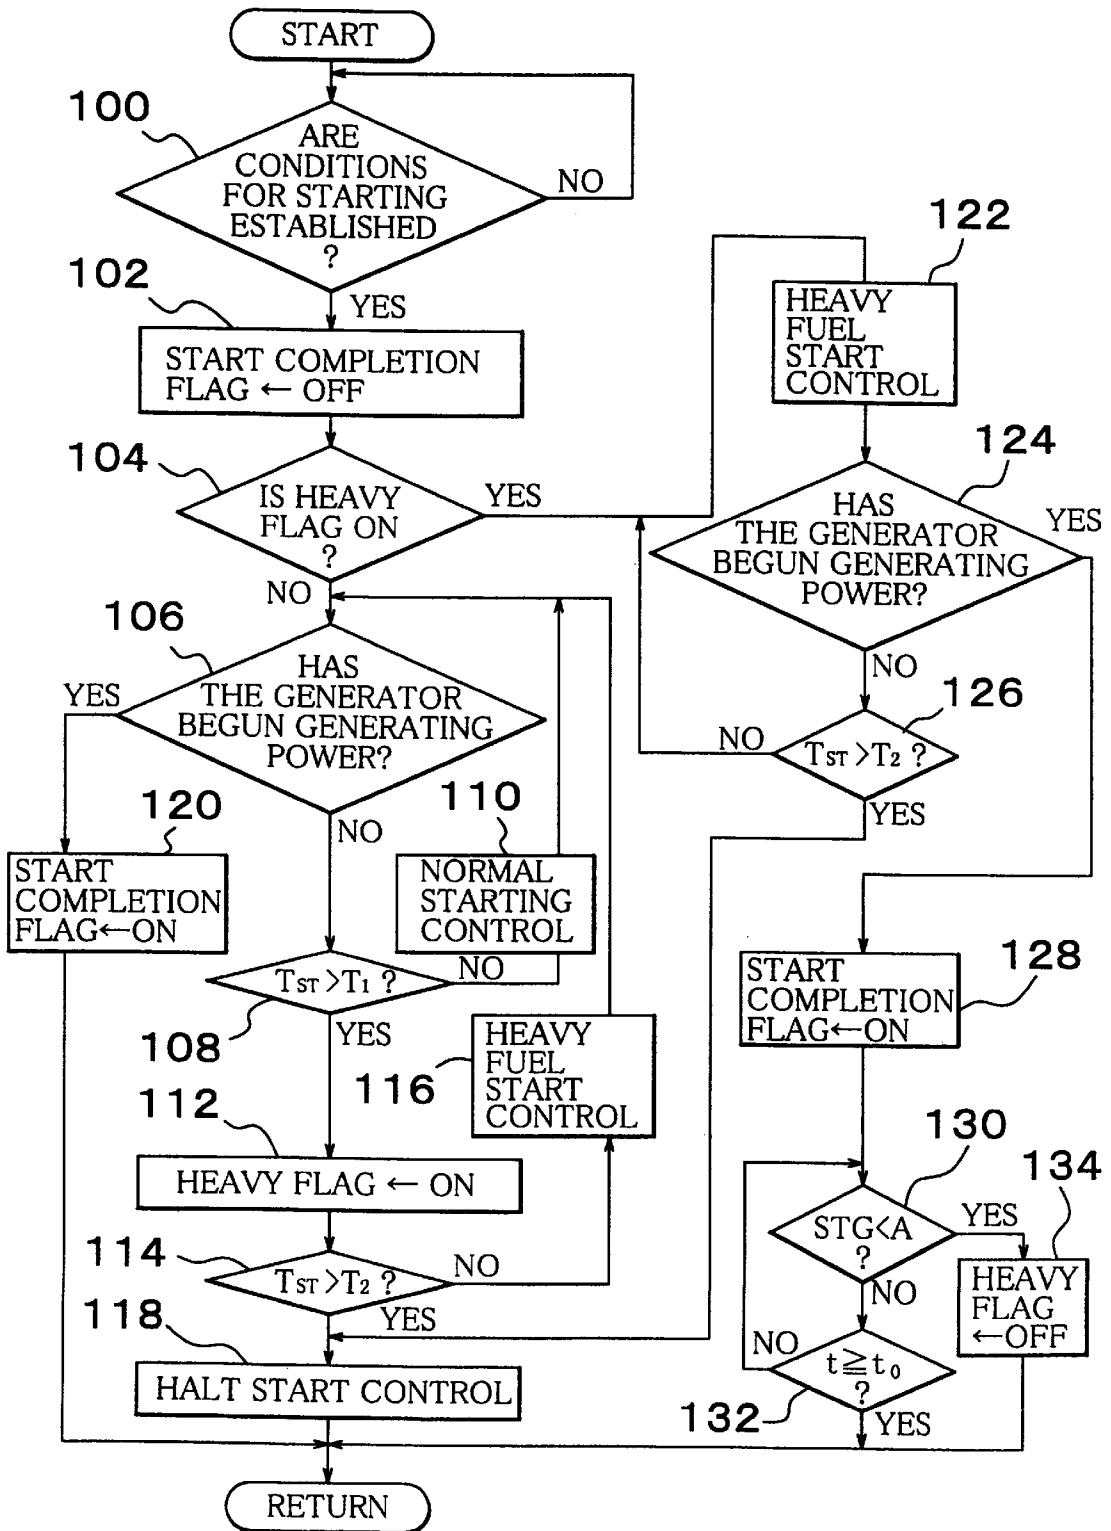 START
100
ARE
CONDITIONS
FOR STARTING
ESTABLISHED
?
NO
YES
102
START COMPLETION
FLAG ← OFF
104
IS HEAVY
FLAG ON
?
YES
NO
106
HAS
THE GENERATOR
BEGUN GENERATING
POWER?
YES
NO
120
START
COMPLETION
FLAG←ON
110
NORMAL
STARTING
CONTROL
TST>T1 ?
NO
YES
108
116
HEAVY
FUEL
START
CONTROL
112
HEAVY FLAG ← ON
114
TST>T2 ?
NO
YES
118
HALT START CONTROL
RETURN
122
HEAVY
FUEL
START
CONTROL
124
HAS
THE GENERATOR
BEGUN GENERATING
POWER?
YES
NO
126
TST>T2 ?
NO
YES
128
START
COMPLETION
FLAG←ON
130
STG<A
?
YES
NO
134
HEAVY
FLAG
←OFF
t≧t0
?
NO
YES
132